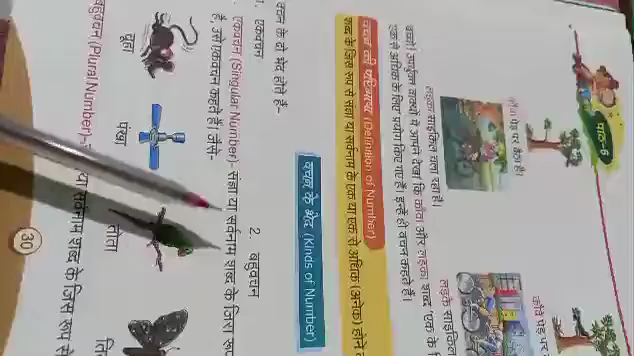 पाठ-6
कौआ पेड़ पर बैठा है।
कौवे पेड़ पर
लड़का साइकिल चला रहा है।
लड़के साइकिल
बच्चो! उपर्युक्त वाक्यों में आपने देखा कि कौवा और लड़का शब्द 'एक' के
एक से अधिक के लिए प्रयोग किए गए हैं। इन्हें ही वचन कहते हैं।
वचन की परिभाषा (Definition of Number)
शब्द के जिस रूप से संज्ञा या सर्वनाम के एक या एक से अधिक (अनेक) होने
वचन के भेद (Kinds of Number)
वचन के दो भेद होते हैं-
1. एकवचन
2. बहुवचन
एकवचन (Singular Number)- संज्ञा या सर्वनाम शब्द के जिस रूप
है, उसे एकवचन कहते हैं। जैसे-
चूहा
पंखा
तोता
बहुवचन (Plural Number)-
या सर्वनाम शब्द के जिस रूप से
30